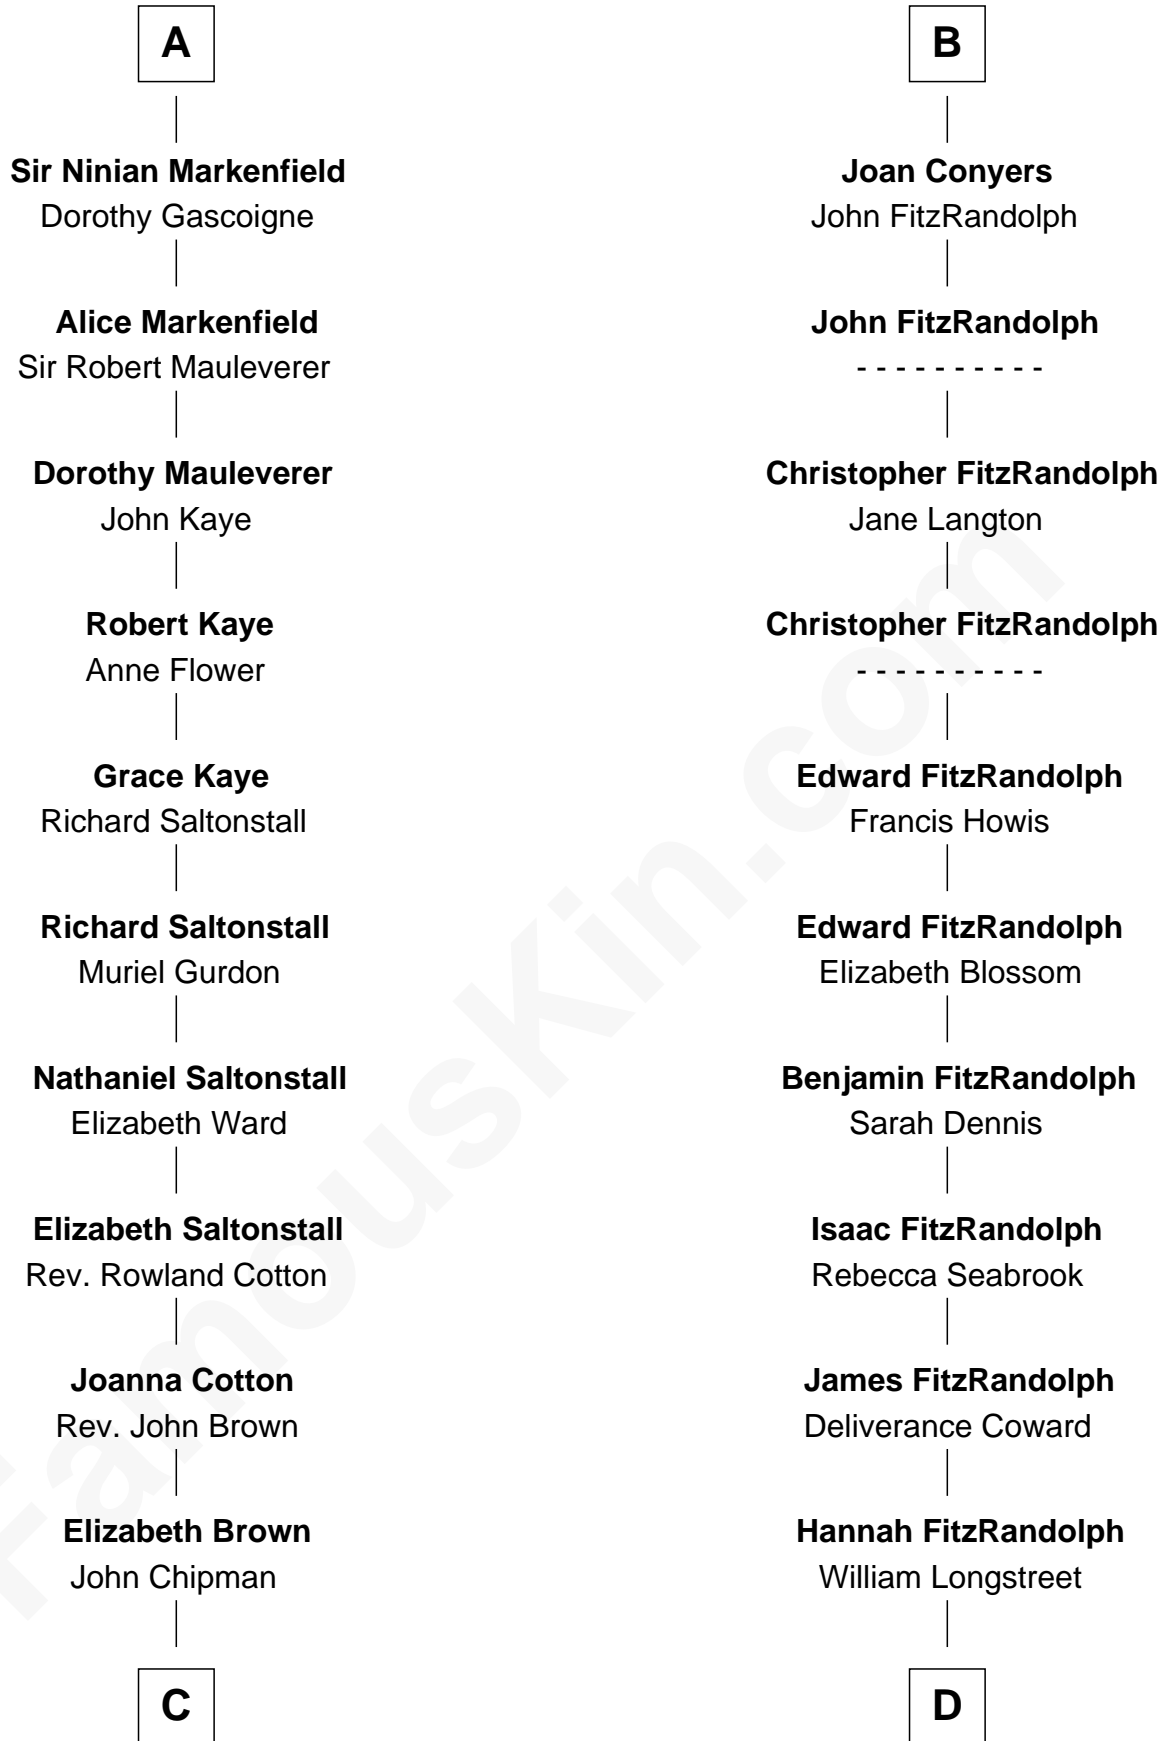 A
Sir Ninian Markenfield
Dorothy Gascoigne
Alice Markenfield
Sir Robert Mauleverer
Dorothy Mauleverer
John Kaye
Robert Kaye
Anne Flower
Grace Kaye
Richard Saltonstall
Richard Saltonstall
Muriel Gurdon
Nathaniel Saltonstall
Elizabeth Ward
Elizabeth Saltonstall
Rev. Rowland Cotton
Joanna Cotton
Rev. John Brown
Elizabeth Brown
John Chipman
C
B
Joan Conyers
John FitzRandolph
John FitzRandolph
- - - - - - - - - -
Christopher FitzRandolph
Jane Langton
Christopher FitzRandolph
- - - - - - - - - -
Edward FitzRandolph
Francis Howis
Edward FitzRandolph
Elizabeth Blossom
Benjamin FitzRandolph
Sarah Dennis
Isaac FitzRandolph
Rebecca Seabrook
James FitzRandolph
Deliverance Coward
Hannah FitzRandolph
William Longstreet
D
FamousKin.com